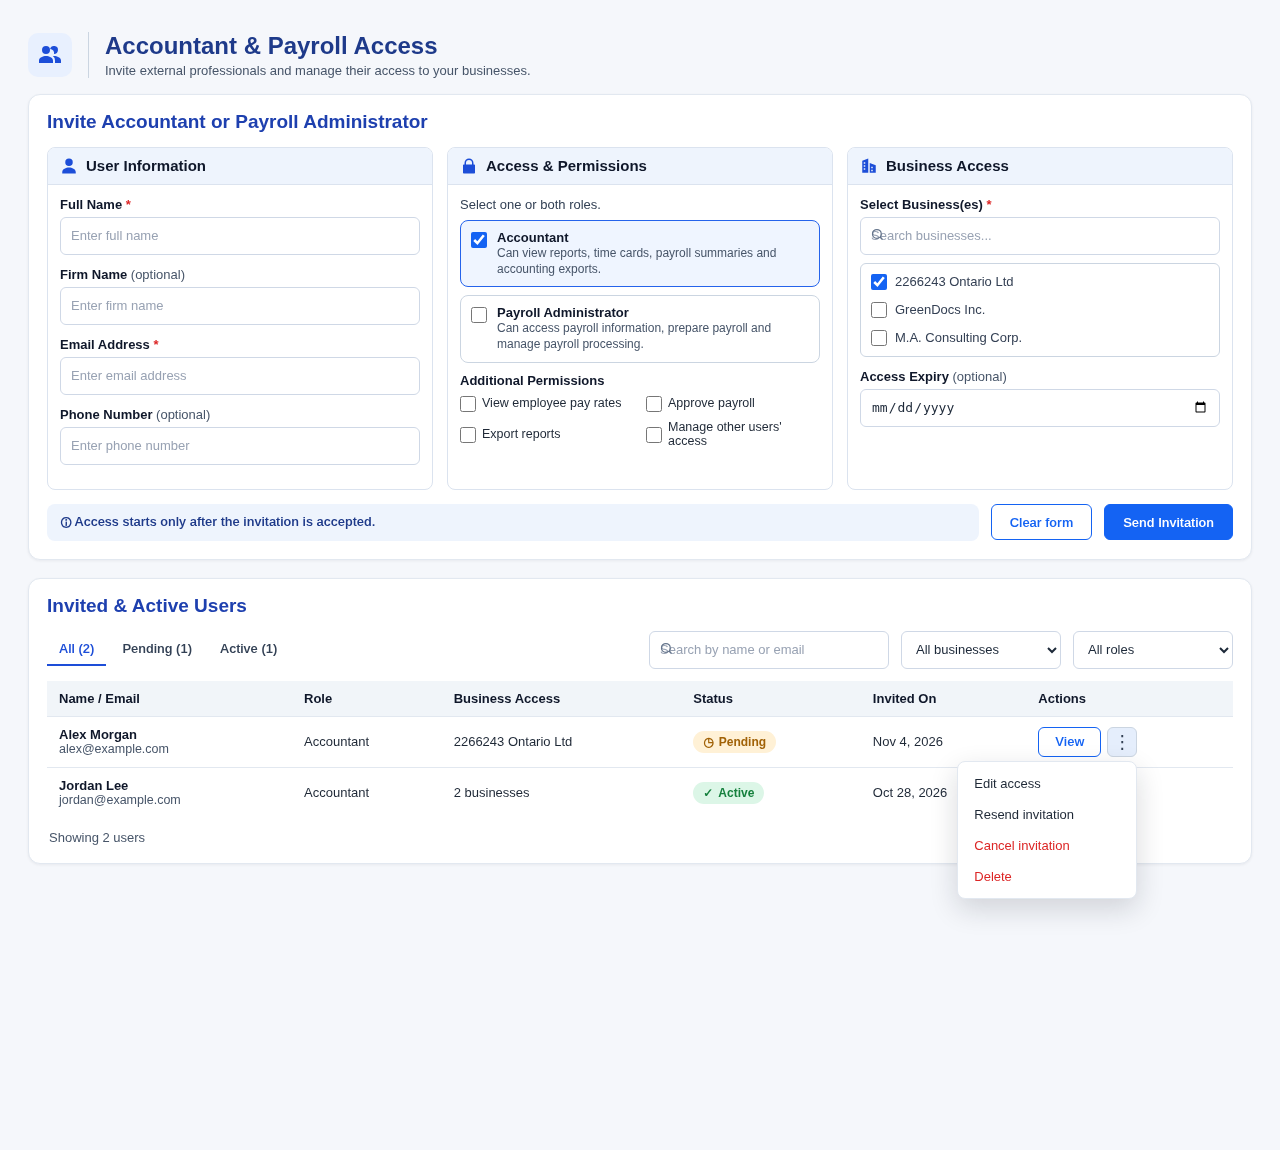 Accountant & Payroll Access
Invite external professionals and manage their access to your businesses.
Invite Accountant or Payroll Administrator
User Information
Full Name *
Enter full name
Firm Name (optional)
Enter firm name
Email Address *
Enter email address
Phone Number (optional)
Enter phone number
Access & Permissions
Select one or both roles.
Accountant
Can view reports, time cards, payroll summaries and
accounting exports.
Payroll Administrator
Can access payroll information, prepare payroll and
manage payroll processing.
Additional Permissions
View employee pay rates
Approve payroll
Export reports
Manage other users'
access
Business Access
Select Business(es) *
Search businesses...
2266243 Ontario Ltd
GreenDocs Inc.
M.A. Consulting Corp.
Access Expiry (optional)
mm/dd/yyyy
Access starts only after the invitation is accepted.
Clear form
Send Invitation
Invited & Active Users
All (2)
Pending (1)
Active (1)
Search by name or email
All businesses
All roles
Name / Email
Role
Business Access
Status
Invited On
Actions
Alex Morgan
alex@example.com
Accountant
2266243 Ontario Ltd
Pending
Nov 4, 2026
View
Jordan Lee
jordan@example.com
Accountant
2 businesses
✓ Active
Oct 28, 2026
Edit access
Resend invitation
Cancel invitation
Delete
Showing 2 users